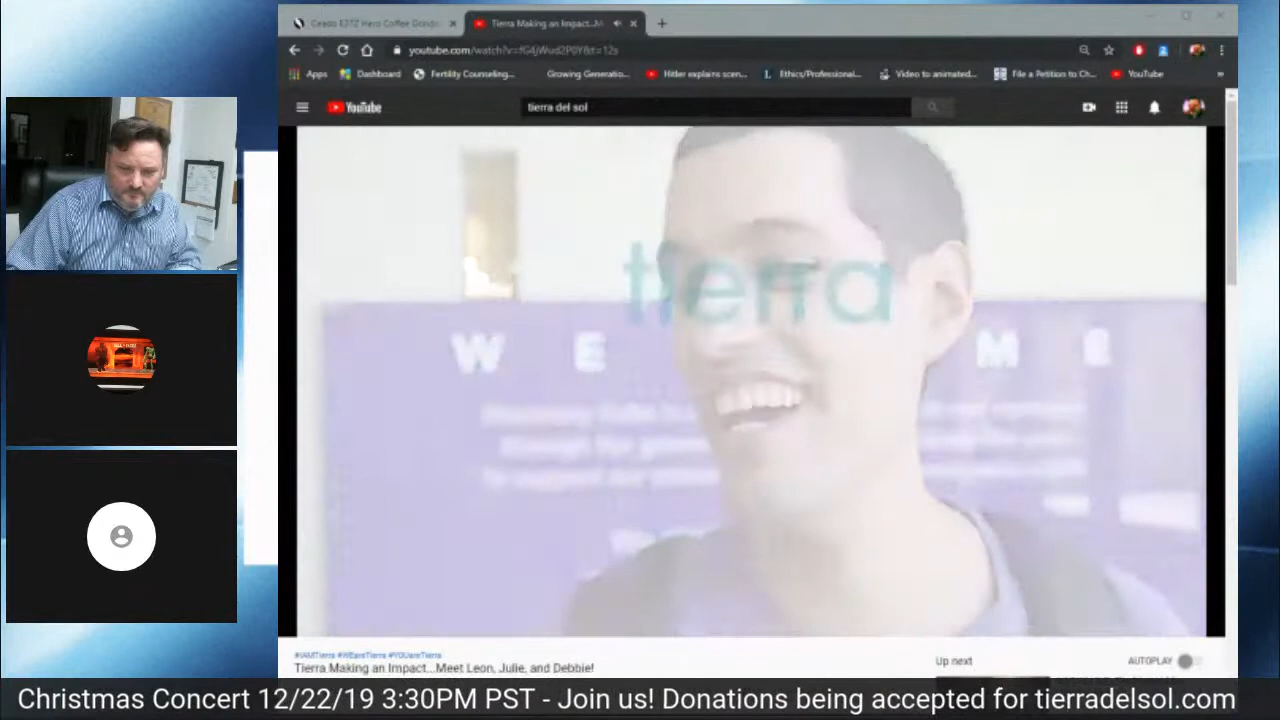 Tierra Making an Impact...M
youtube.com/watch?v=
Apps
Dashboard
Fertility Counseling...
Growing Generatio...
Hitler explains scen...
Ethics/Professional...
Video to animated...
File a Petition to Ch...
YouTube
YouTube
tierra del sol
tierra
W E M E
#IAMTierra #WEareTierra #YOUareTierra
Tierra Making an Impact...Meet Leon, Julie, and Debbie!
Up next
AUTOPLAY
Christmas Concert 12/22/19 3:30PM PST - Join us! Donations being accepted for tierradelsol.com